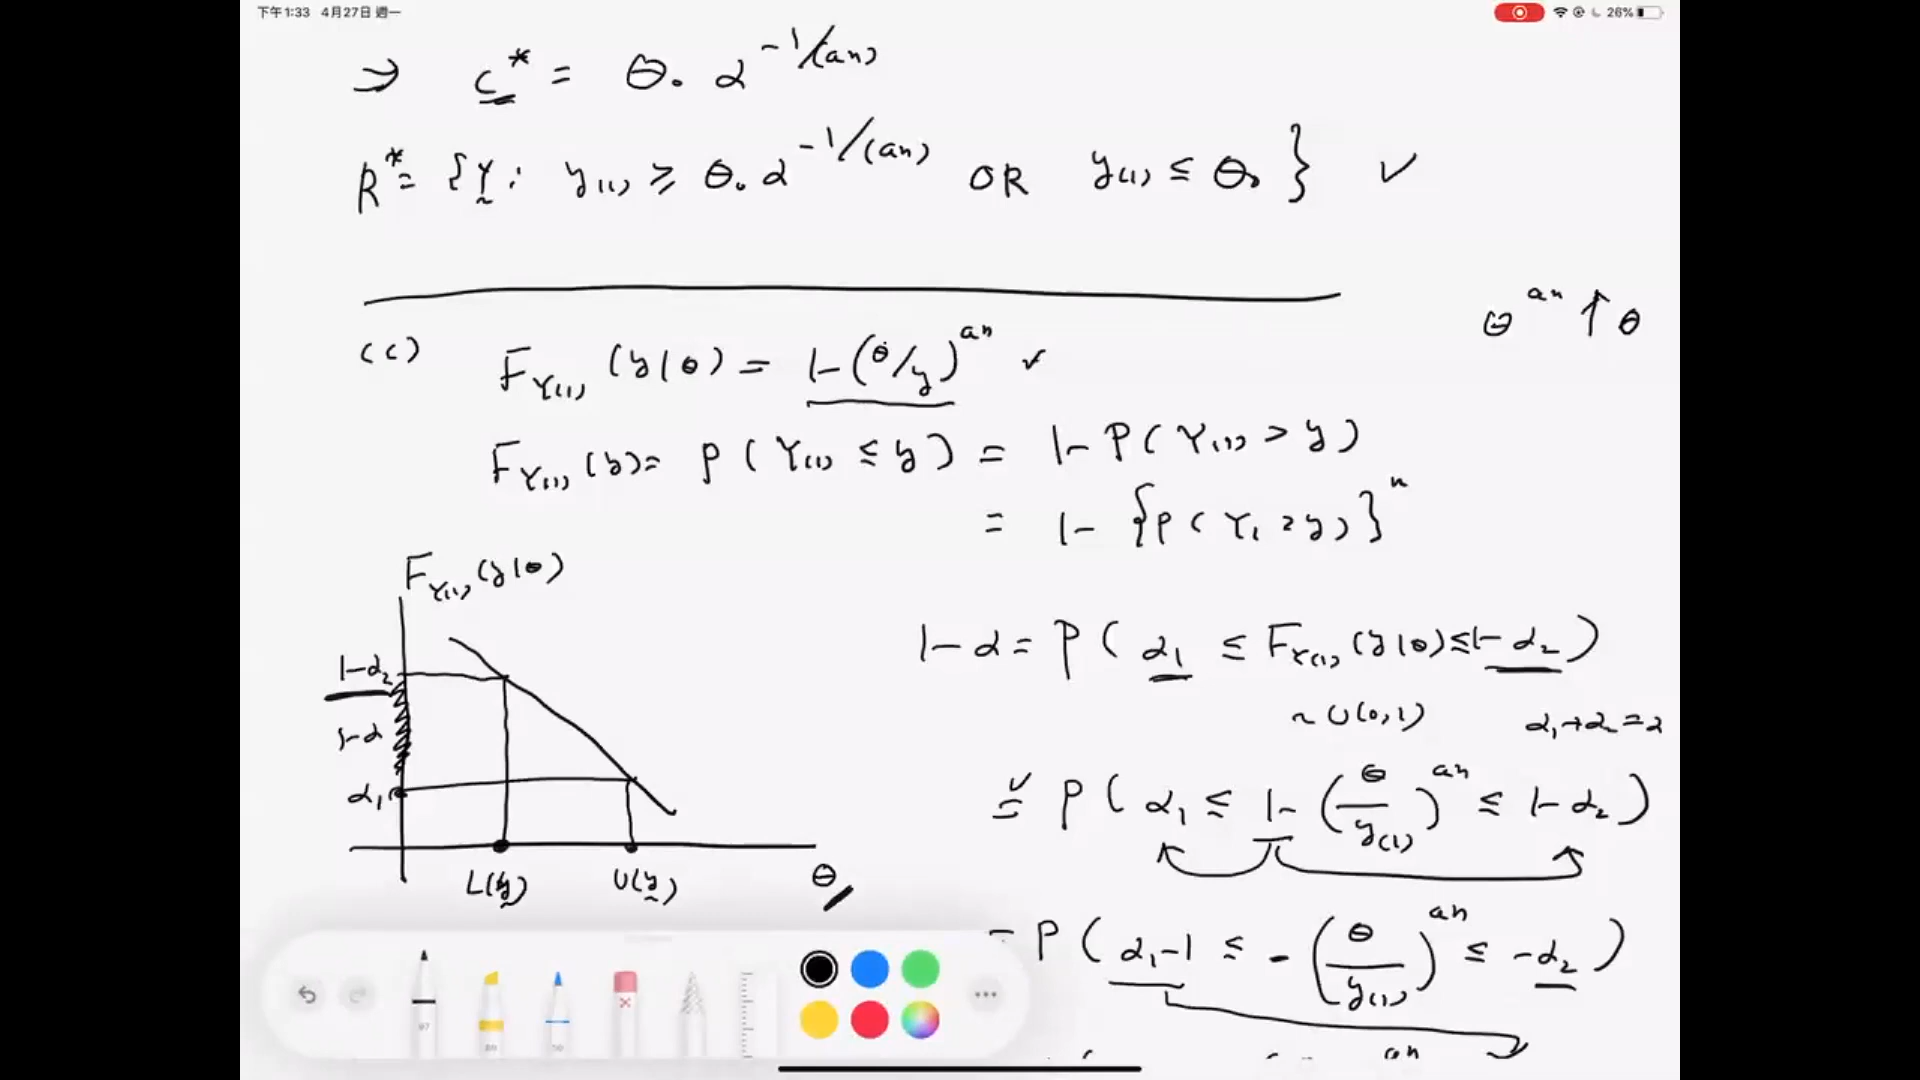 下午1:33 4月27日 週一
26%
⇒ c* = θ₀ α^{-1/(an)}
R* = {y: y₍₁₎ ≥ θ₀ α^{-1/(an)} OR y₍₁₎ ≤ θ₀} ✓
θ^{an} ↑ θ
(c) F_{Y(1)}(y|θ) = 1-(θ/y)^{an} ✓
F_{Y(1)}(y) = P(Y₍₁₎ ≤ y) = 1-P(Y₍₁₎ > y)
= 1- {P(Y₁ > y)}^n
F_{Y(1)}(y|θ)
1-α₂
1-α
α₁
L(y) U(y) θ
1-α = P(α₁ ≤ F_{Y(1)}(y|θ) ≤ 1-α₂)
~ U(0,1) α₁+α₂=α
= P(α₁ ≤ 1-(θ/y₍₁₎)^{an} ≤ 1-α₂)
= P(α₁-1 ≤ -(θ/y₍₁₎)^{an} ≤ -α₂)
an
97